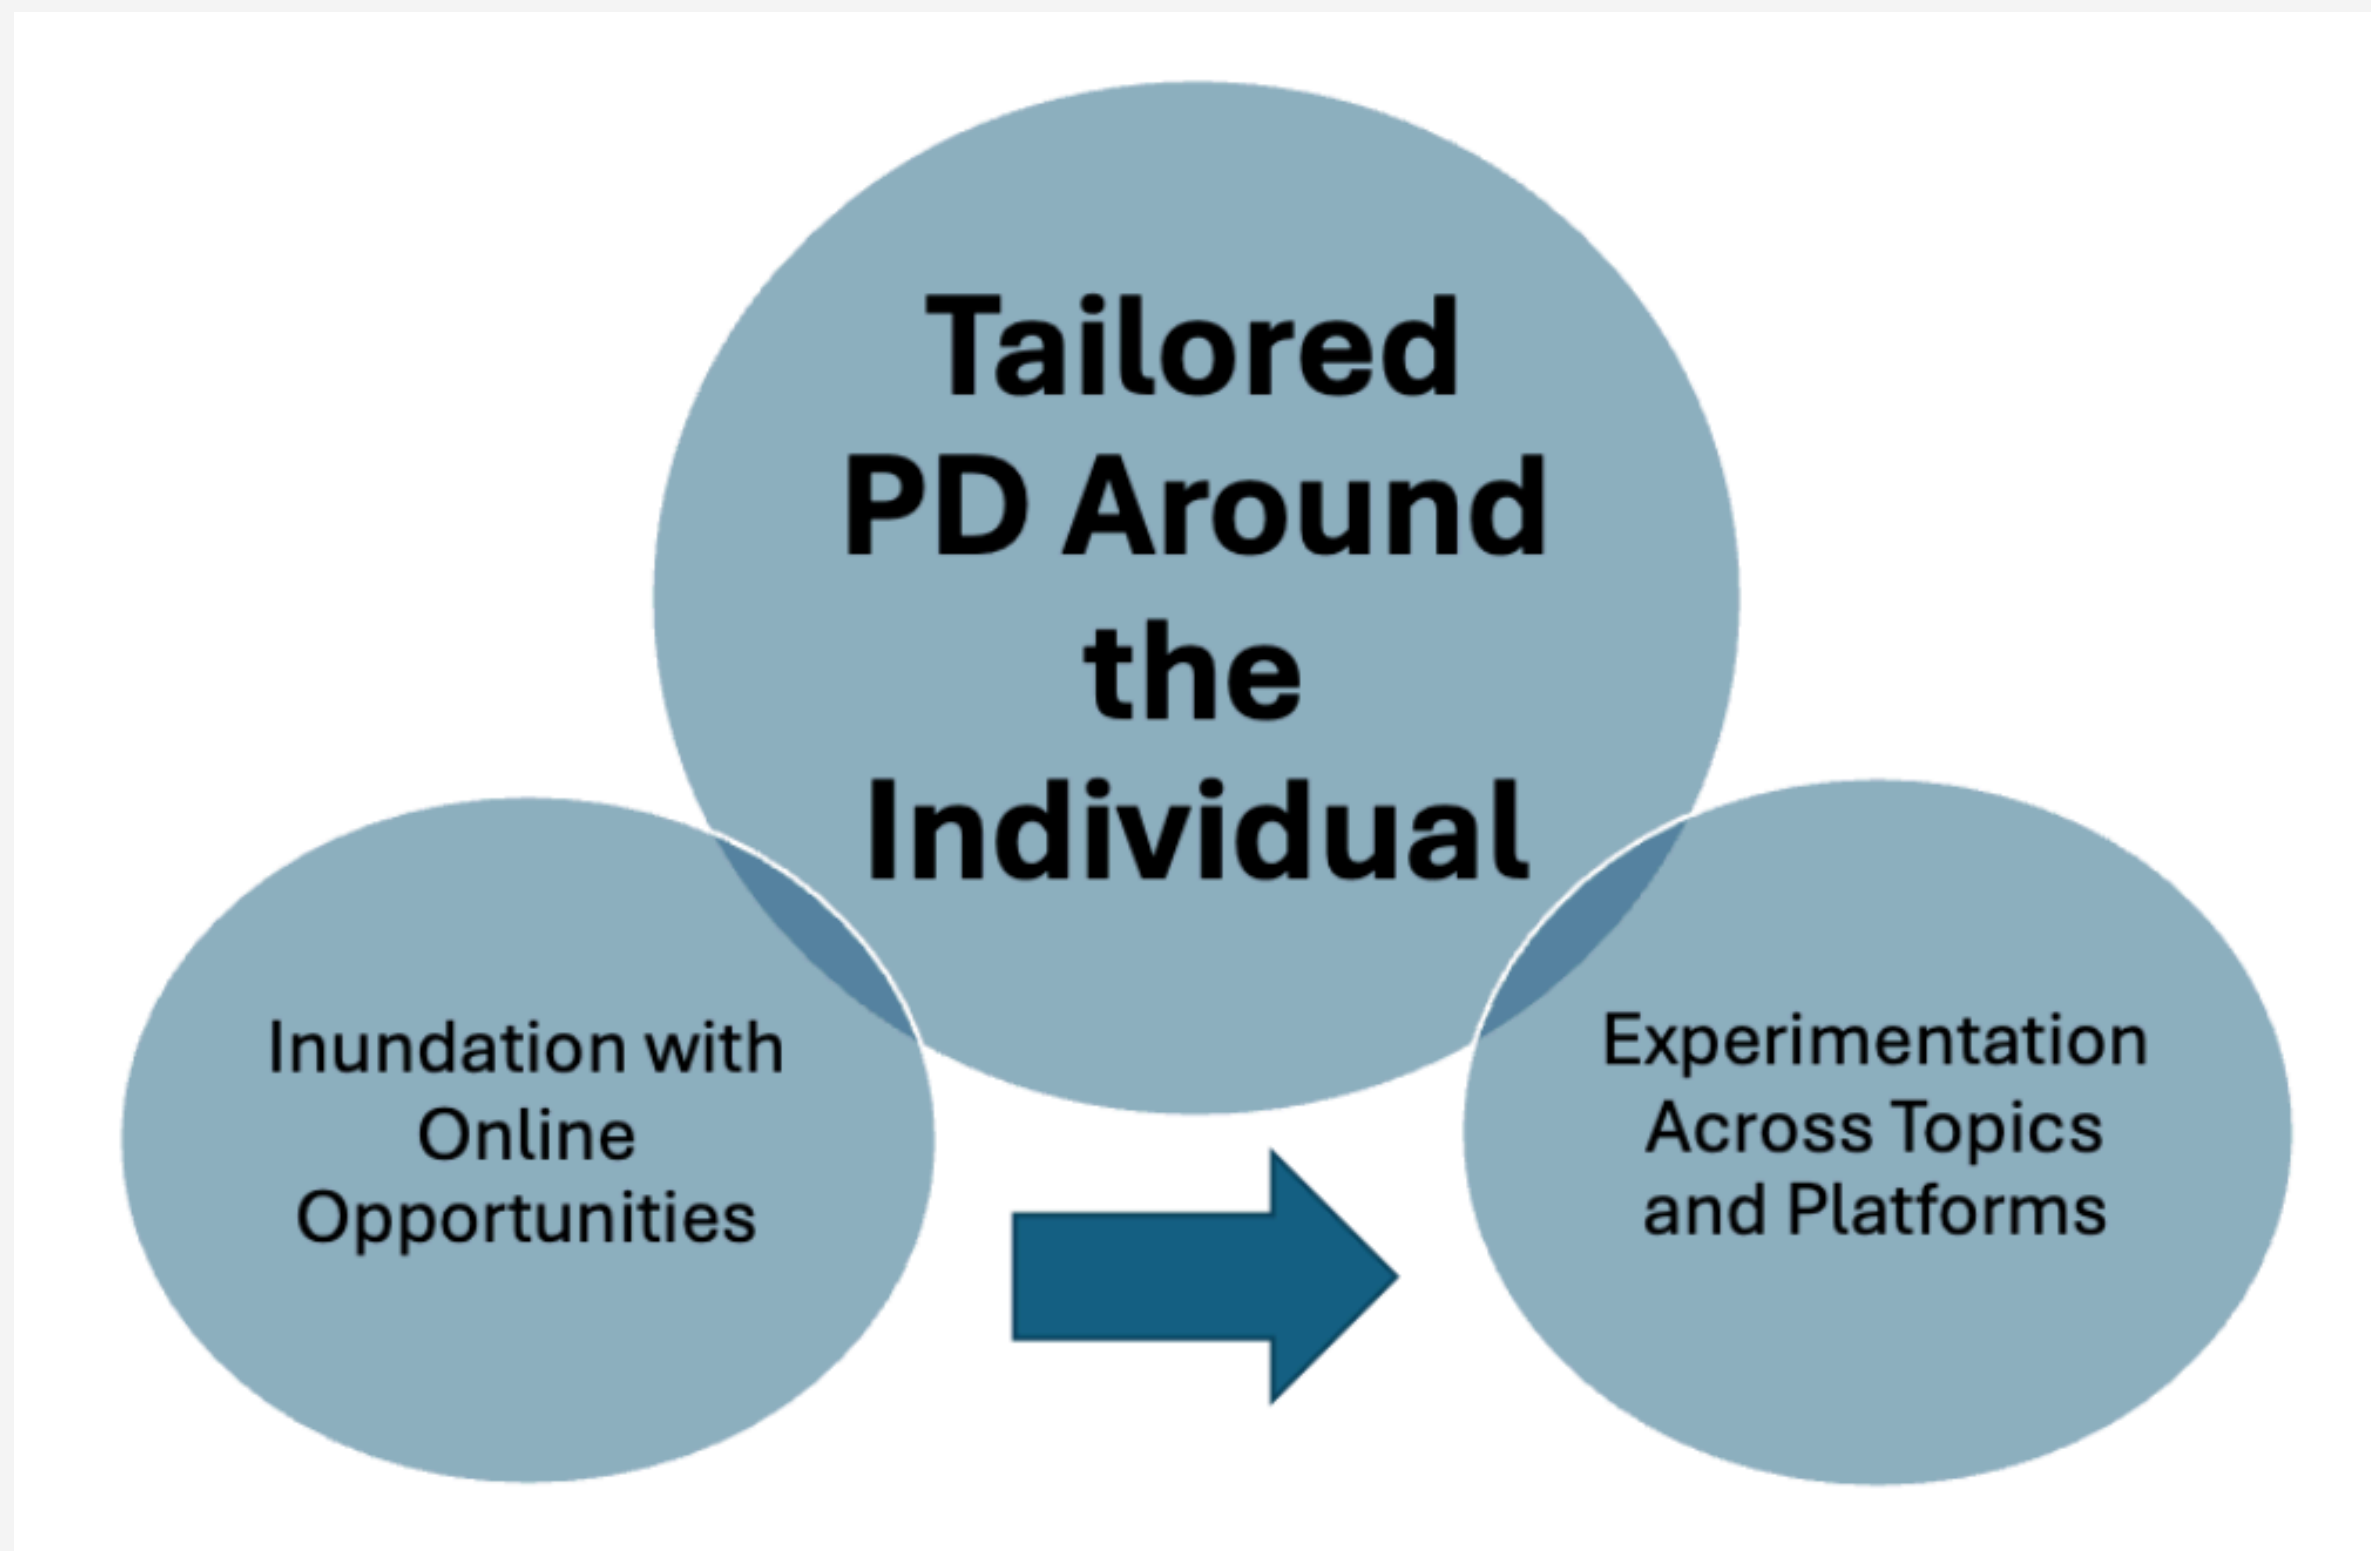 Tailored
PD Around
the
Individual
Inundation with
Online
Opportunities
Experimentation
Across Topics
and Platforms